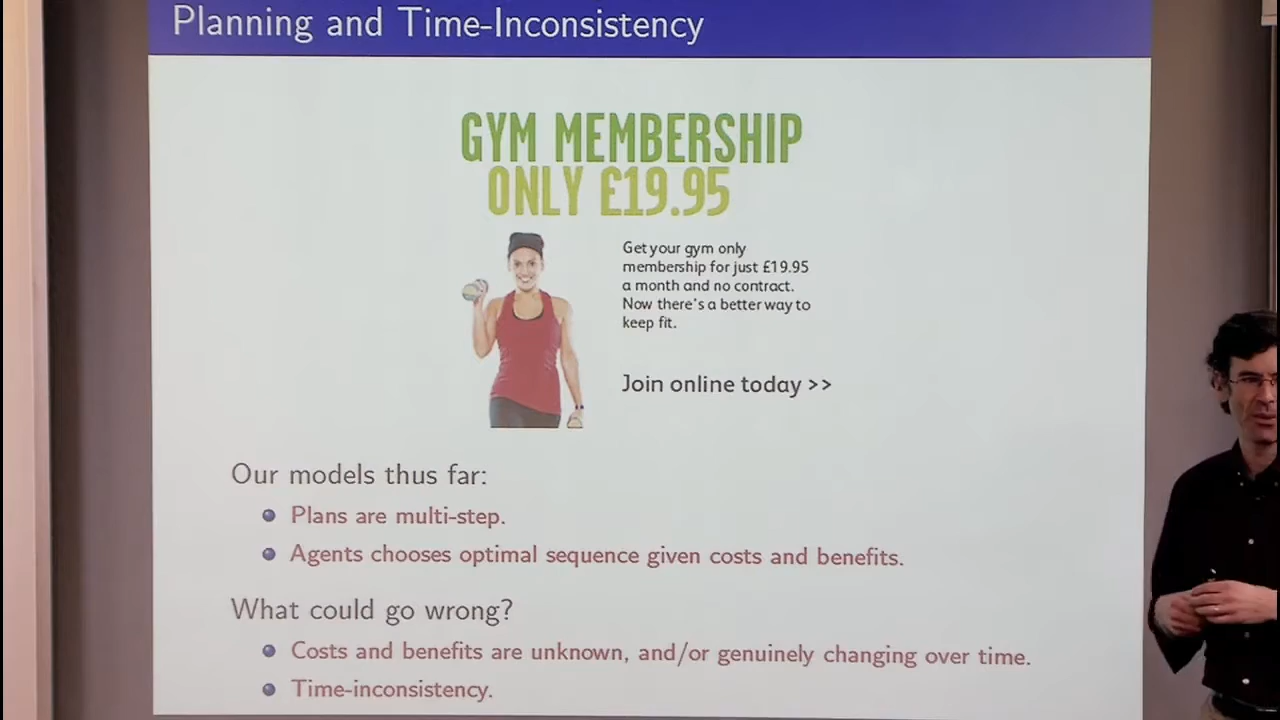 Planning and Time-Inconsistency
GYM MEMBERSHIP
ONLY £19.95
Get your gym only
membership for just £19.95
a month and no contract.
Now there's a better way to
keep fit.
Join online today >>
Our models thus far:
Plans are multi-step.
Agents chooses optimal sequence given costs and benefits.
What could go wrong?
Costs and benefits are unknown, and/or genuinely changing over time.
Time-inconsistency.